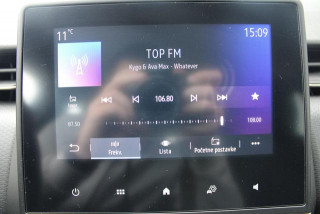 11 °C
15:09
TOP FM
Kygo & Ava Max - Whatever
106.80
87.50
108.00
Frekv.
Lista
Početne postavke